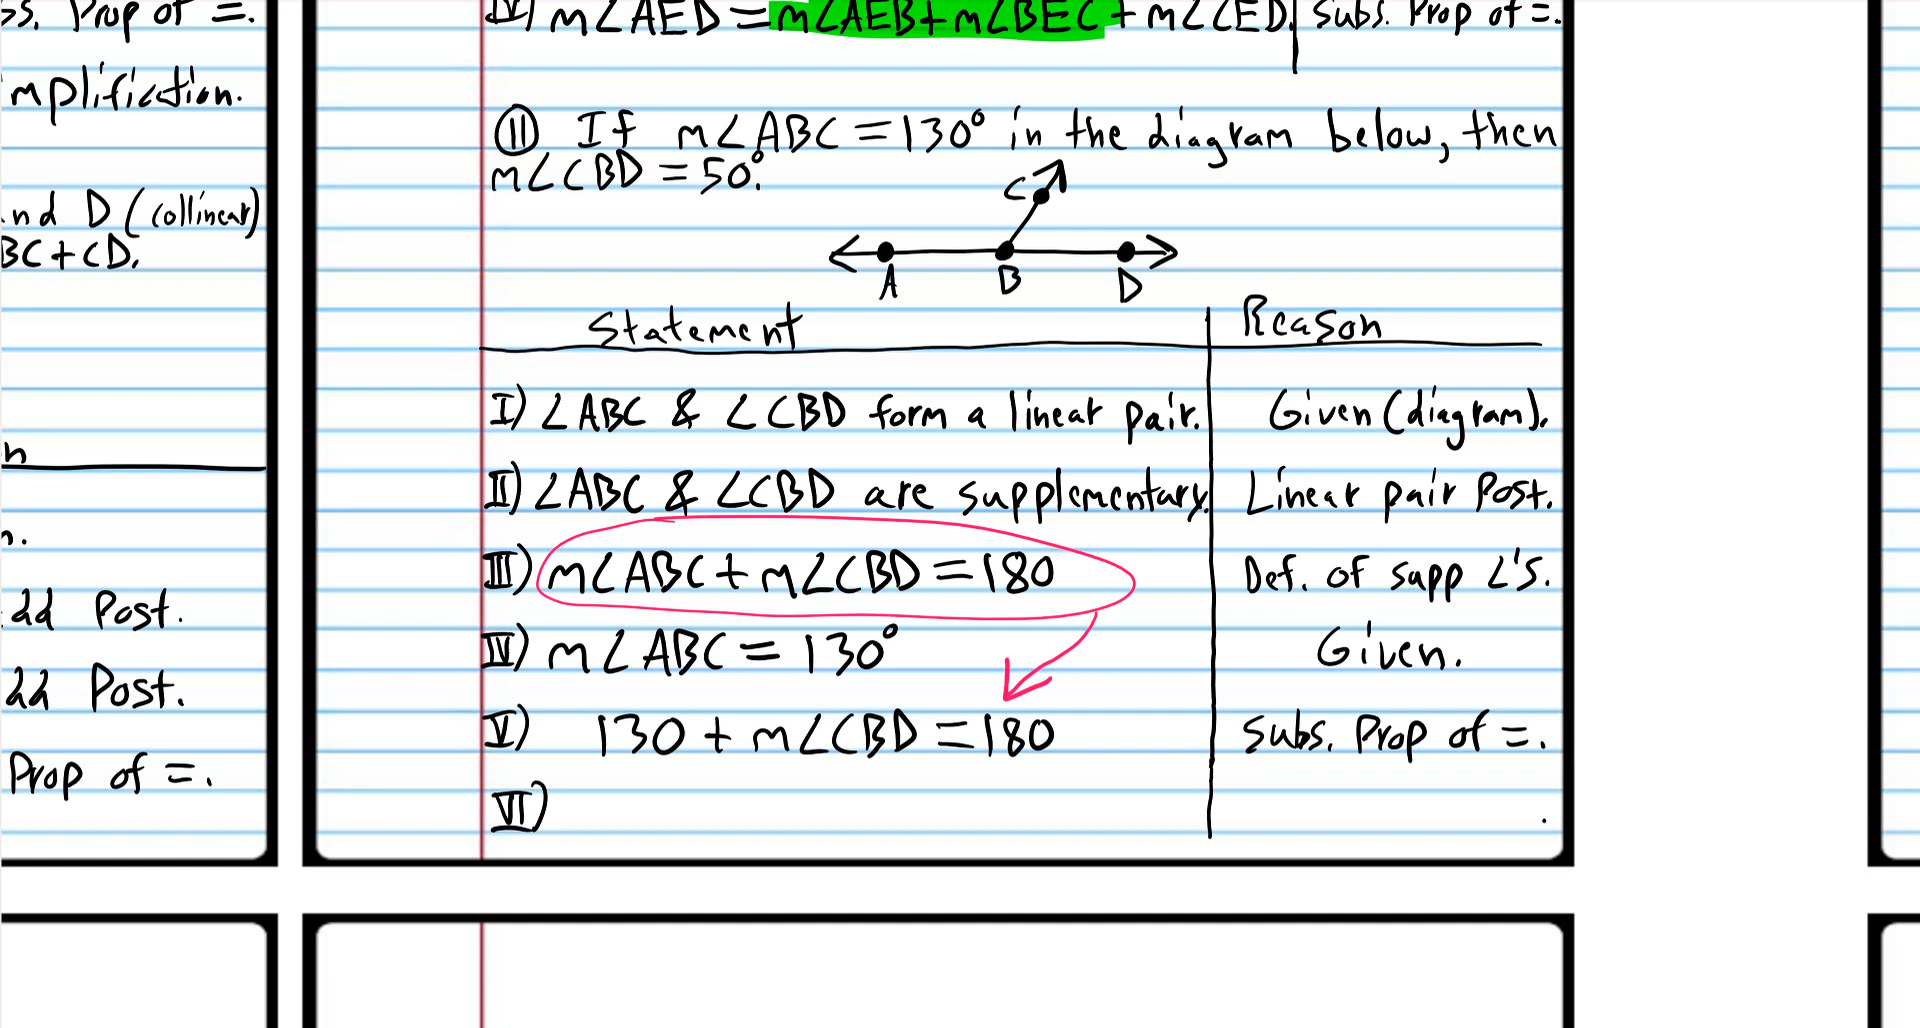 ss. Prop of =.
mplification.
nd D (collinear)
BC + CD.
n
n.
dd Post.
dd Post.
Prop of =.
IV) m∠AED = m∠AEB + m∠BEC + m∠CED. Subs. Prop of =.
⑪ If m∠ABC = 130° in the diagram below, then
m∠CBD = 50°.
C
A B D
Statement Reason
I) ∠ABC & ∠CBD form a linear pair. Given (diagram).
II) ∠ABC & ∠CBD are supplementary. Linear pair Post.
III) m∠ABC + m∠CBD = 180 Def. of supp ∠'s.
IV) m∠ABC = 130° Given.
V) 130 + m∠CBD = 180 Subs. Prop of =.
VI) .